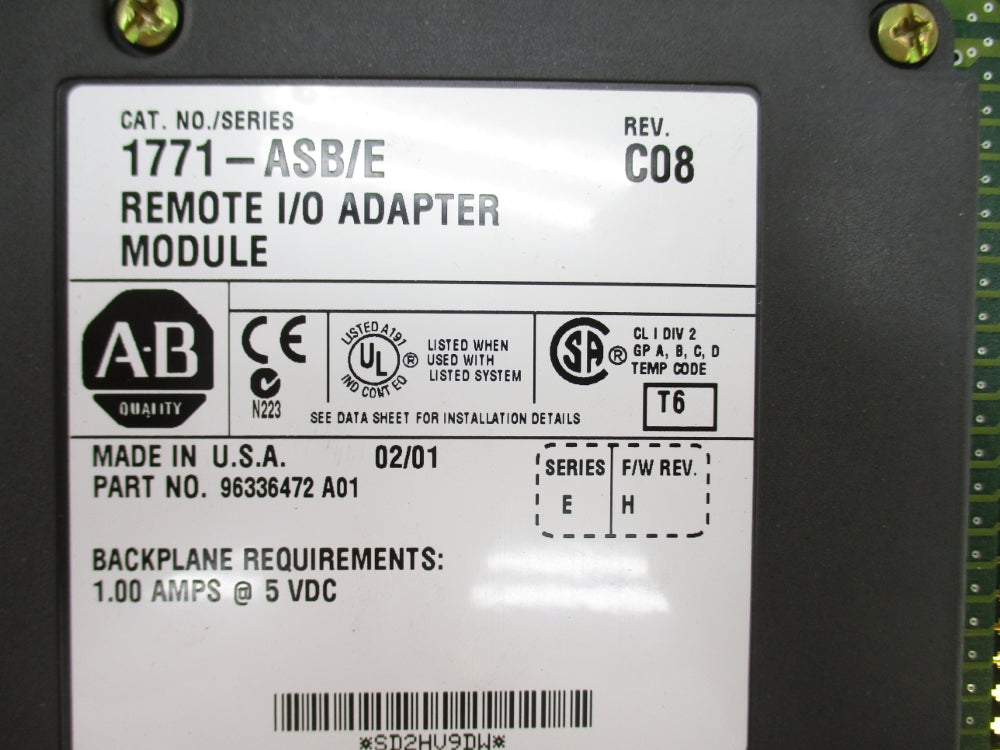 CAT. NO./SERIES
1771-ASB/E
REV.
C08
REMOTE I/O ADAPTER
MODULE
A-B
QUALITY
CE
N223
LISTED A197
UL ®
IND CONT EQ
LISTED WHEN
USED WITH
LISTED SYSTEM
SA ®
CL I DIV 2
GP A, B, C, D
TEMP CODE
T6
SEE DATA SHEET FOR INSTALLATION DETAILS
MADE IN U.S.A. 02/01
PART NO. 96336472 A01
SERIES F/W REV.
E H
BACKPLANE REQUIREMENTS:
1.00 AMPS @ 5 VDC
*SD2HV9DW*